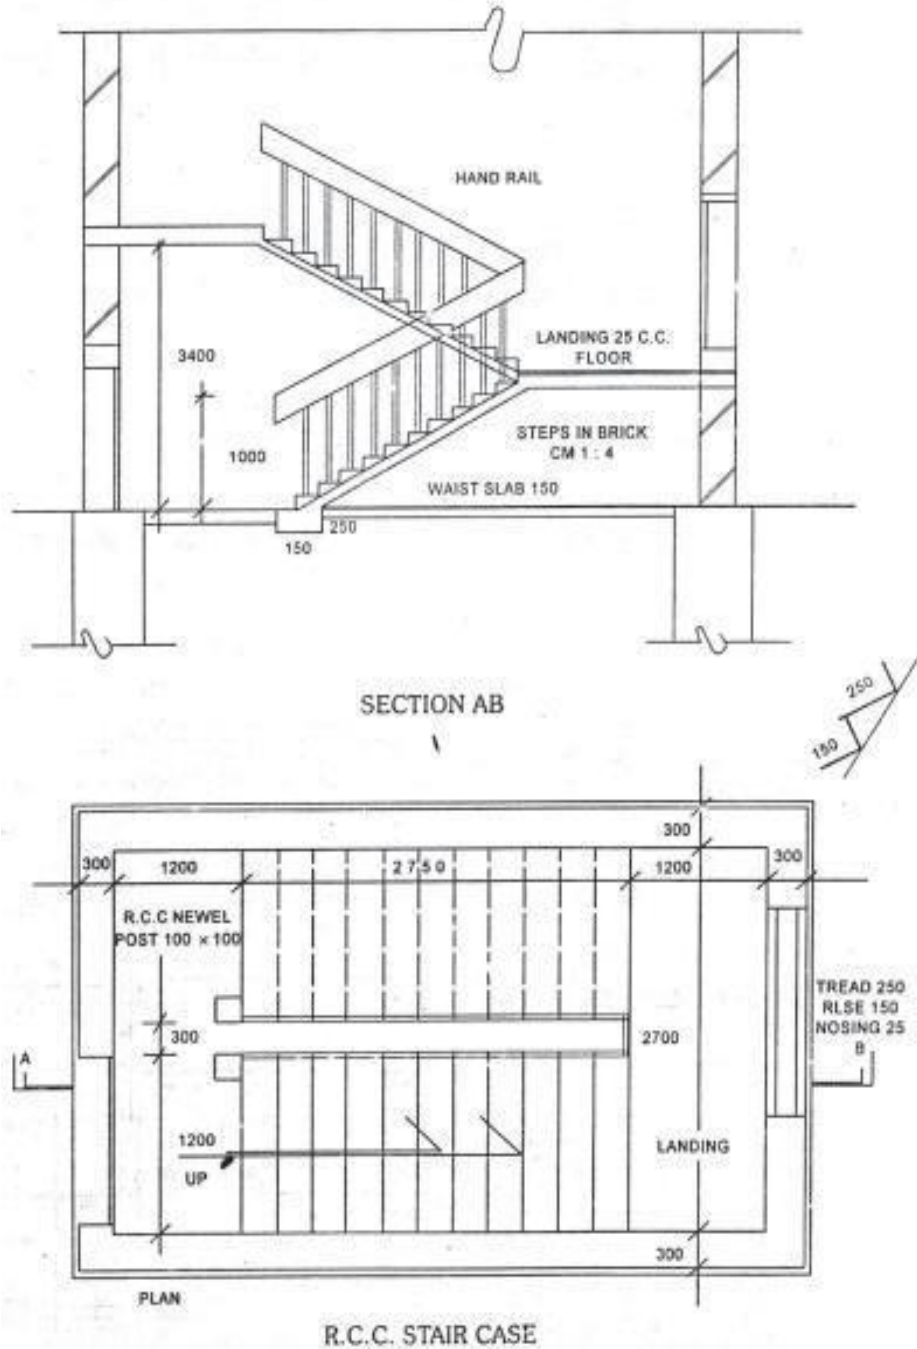 HAND RAIL
LANDING 25 C.C.
FLOOR
3400
STEPS IN BRICK
CM 1 : 4
1000
WAIST SLAB 150
250
150
SECTION AB
250
150
300
300
1200
2750
1200
300
R.C.C NEWEL
POST 100 × 100
TREAD 250
RLSE 150
NOSING 25
300
2700
A
B
1200
LANDING
UP
300
PLAN
R.C.C. STAIR CASE